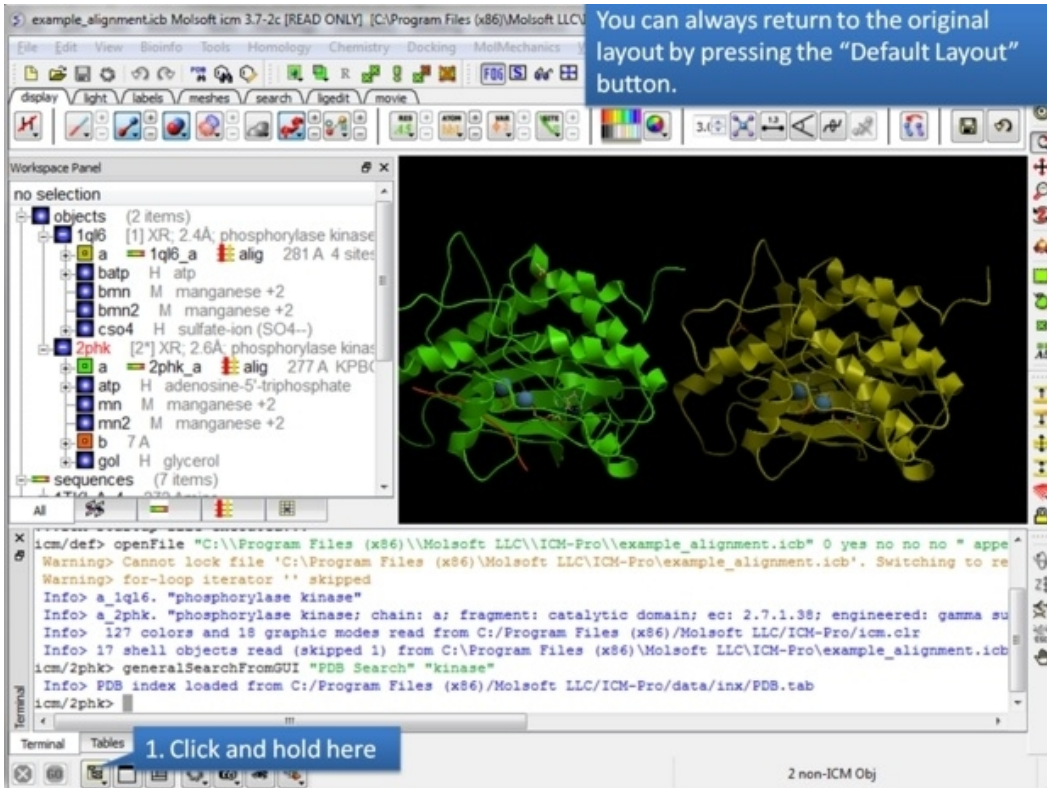 example_alignment.icb Molsoft icm 3.7-2c [READ ONLY] [C:\Program Files (x86)\Molsoft LLC\
You can always return to the original
layout by pressing the “Default Layout”
button.
File Edit View Bioinfo Tools Homology Chemistry Docking MolMechanics
display light labels meshes search ligedit movie
Workspace Panel
no selection
objects (2 items)
1ql6 [1] XR; 2.4Å; phosphorylase kinase
a 1ql6_a alig 281 A 4 sites
batp H atp
bmn M manganese +2
bmn2 M manganese +2
cso4 H sulfate-ion (SO4--)
2phk [2*] XR; 2.6Å; phosphorylase kinas
a 2phk_a alig 277 A KPB
atp H adenosine-5'-triphosphate
mn M manganese +2
mn2 M manganese +2
b 7 A
gol H glycerol
sequences (7 items)
All
icm/def> openFile "C:\\Program Files (x86)\\Molsoft LLC\\ICM-Pro\\example_alignment.icb" 0 yes no no no " appe
Warning> Cannot lock file 'C:\Program Files (x86)\Molsoft LLC\ICM-Pro\example_alignment.icb'. Switching to re
Warning> for-loop iterator '' skipped
Info> a_1ql6. "phosphorylase kinase"
Info> a_2phk. "phosphorylase kinase; chain: a; fragment: catalytic domain; ec: 2.7.1.38; engineered: gamma su
Info> 127 colors and 18 graphic modes read from C:/Program Files (x86)/Molsoft LLC/ICM-Pro/icm.clr
Info> 17 shell objects read (skipped 1) from C:\Program Files (x86)\Molsoft LLC\ICM-Pro\example_alignment.icb
icm/2phk> generalSearchFromGUI "PDB Search" "kinase"
Info> PDB index loaded from C:/Program Files (x86)/Molsoft LLC/ICM-Pro/data/inx/PDB.tab
icm/2phk>
Terminal
Terminal Tables
1. Click and hold here
2 non-ICM Obj